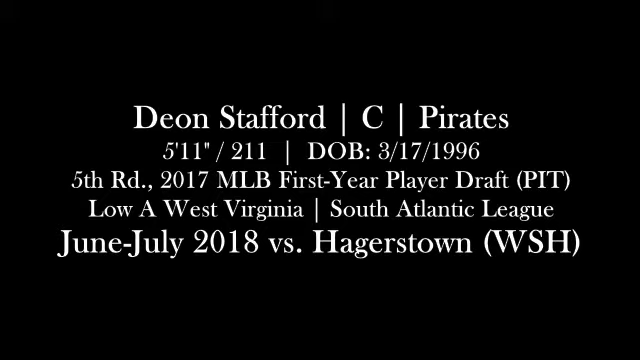 Deon Stafford | C | Pirates
5'11" / 211 | DOB: 3/17/1996
5th Rd., 2017 MLB First-Year Player Draft (PIT)
Low A West Virginia | South Atlantic League
June-July 2018 vs. Hagerstown (WSH)